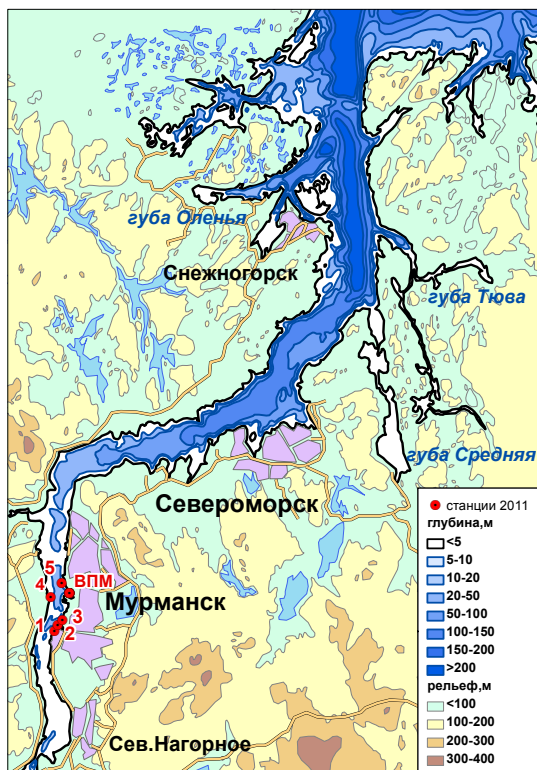 губа Оленья
Снежногорск
губа Тюва
губа Средняя
Североморск
5
ВПМ
4
Мурманск
1
3
2
Сев.Нагорное
станции 2011
глубина,м
<5
5-10
10-20
20-50
50-100
100-150
150-200
>200
рельеф,м
<100
100-200
200-300
300-400